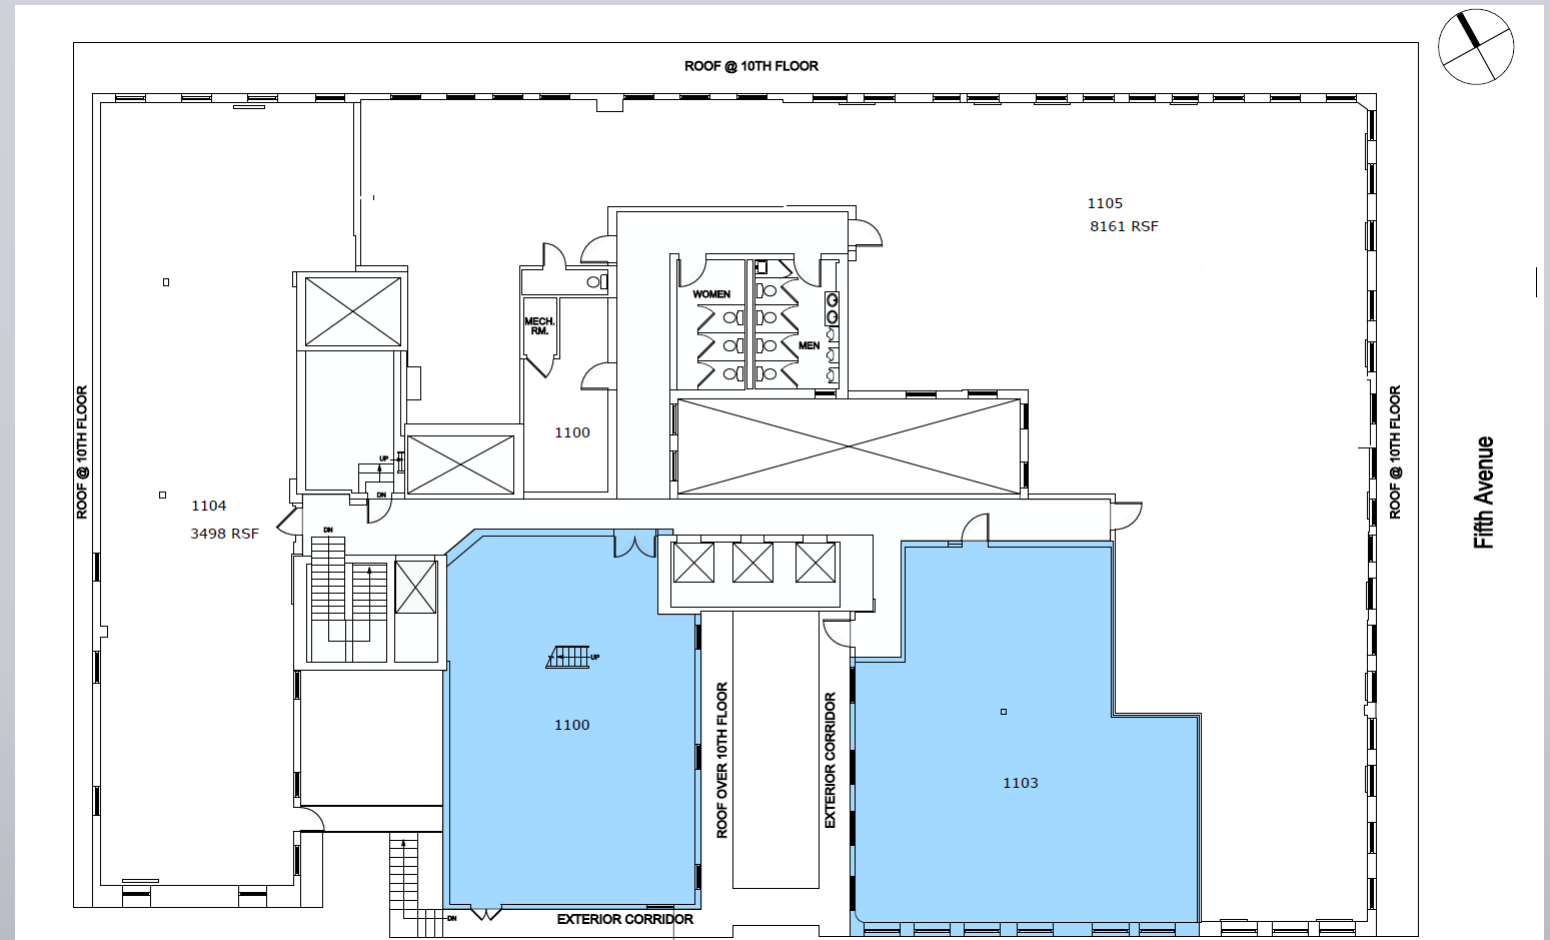 ROOF @ 10TH FLOOR
1105
8161 RSF
WOMEN
MECH.
RM.
MEN
ROOF @ 10TH FLOOR
ROOF @ 10TH FLOOR
Fifth Avenue
1100
UP
DN
1104
3498 RSF
DN
UP
1100
ROOF OVER 10TH FLOOR
EXTERIOR CORRIDOR
1103
DN
EXTERIOR CORRIDOR